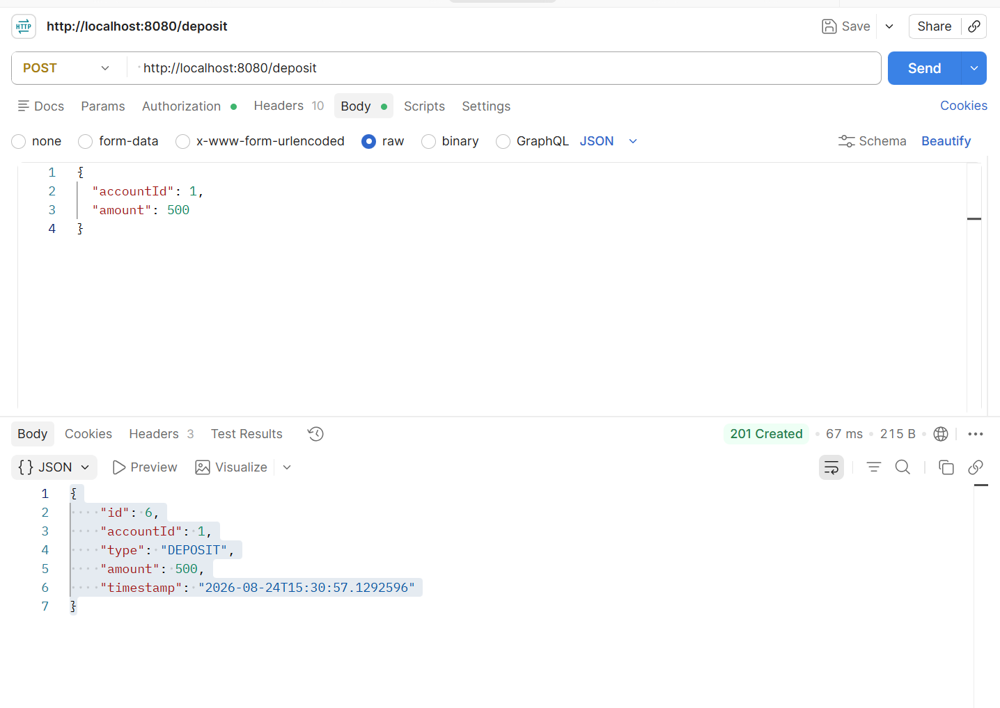 HTTP http://localhost:8080/deposit Save Share
POST http://localhost:8080/deposit Send
Docs Params Authorization Headers 10 Body Scripts Settings Cookies
none form-data x-www-form-urlencoded raw binary GraphQL JSON Schema Beautify
1 {
2 "accountId": 1,
3 "amount": 500
4 }
Body Cookies Headers 3 Test Results 201 Created 67 ms 215 B
{} JSON Preview Visualize
1 {
2 "id": 6,
3 "accountId": 1,
4 "type": "DEPOSIT",
5 "amount": 500,
6 "timestamp": "2026-08-24T15:30:57.1292596"
7 }